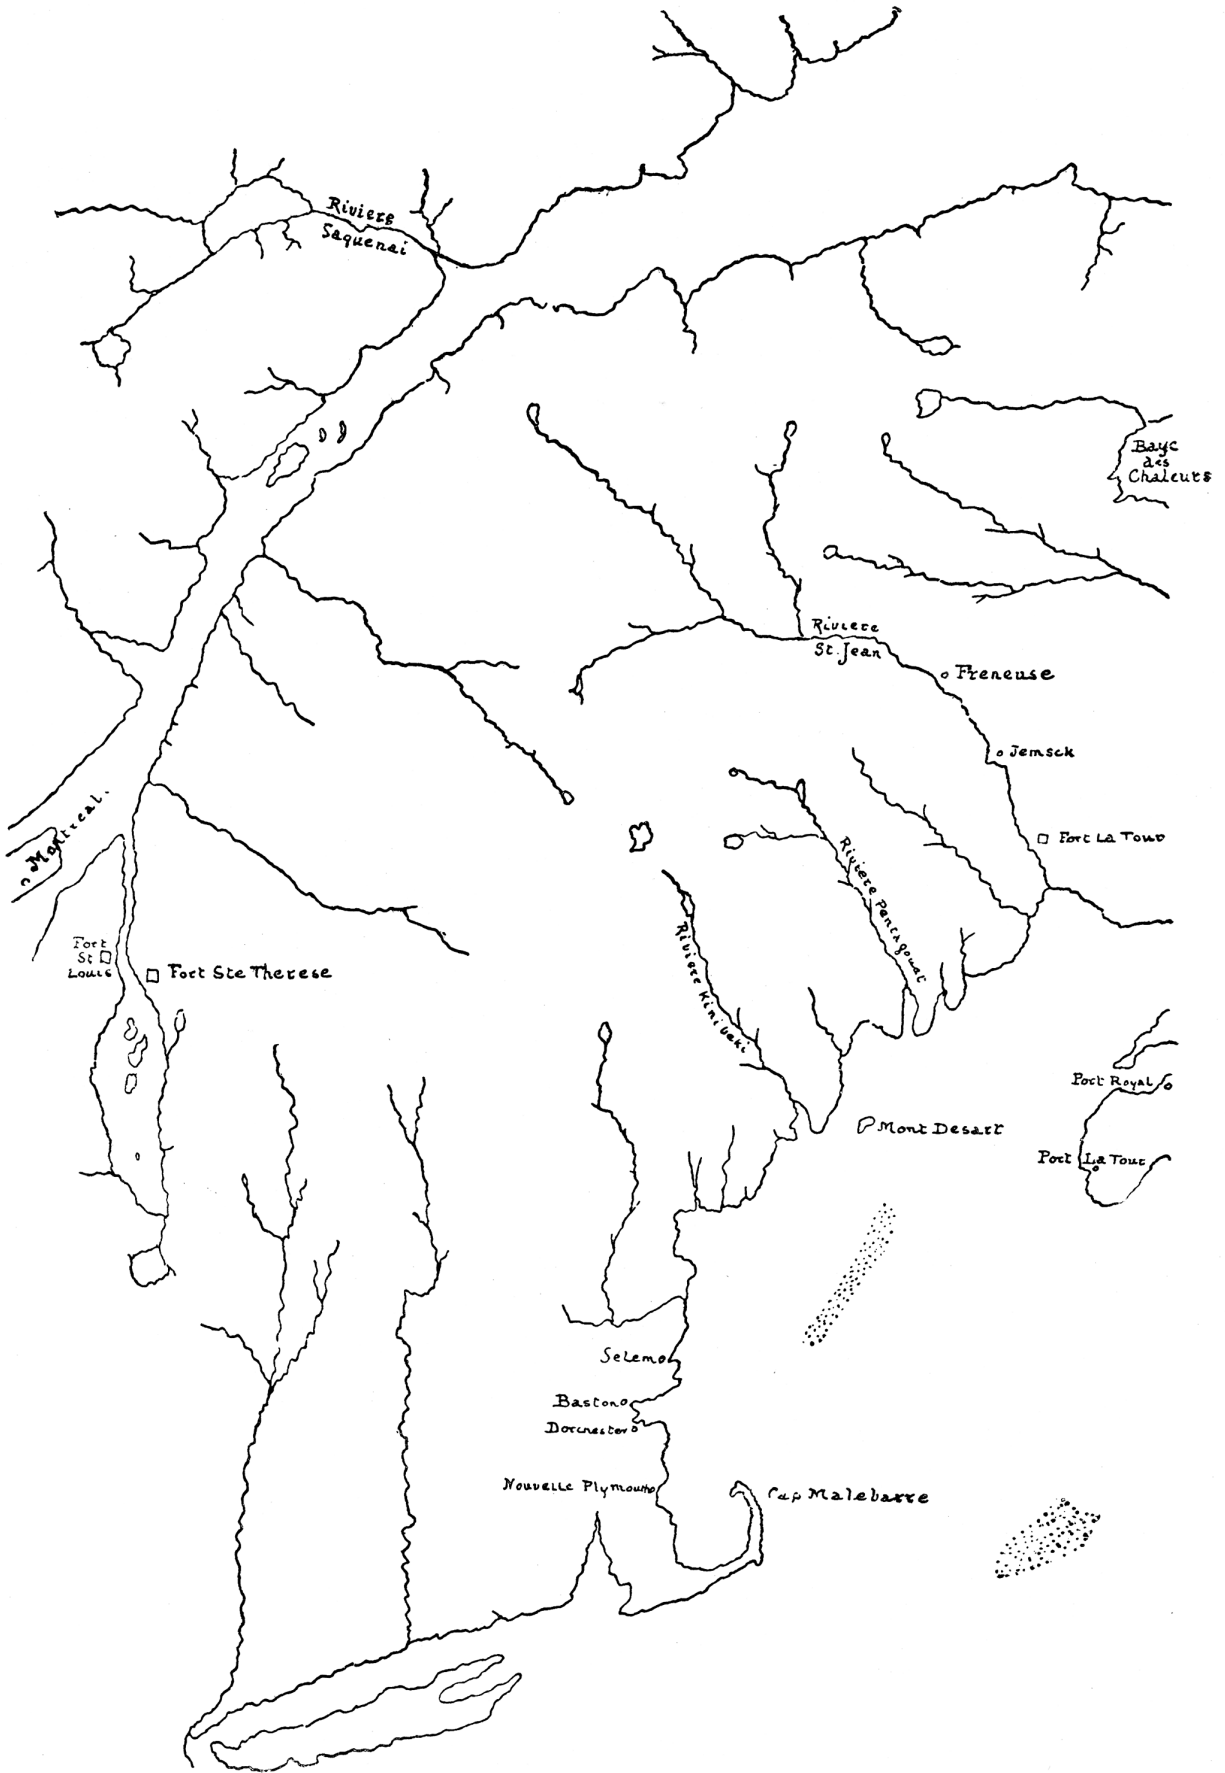 Riviere
Saquenai
Baye
des
Chaleurs
Riviere
St. Jean
Freneuse
Jemsek
Montreal.
Fort La Tour
Riviere Pentagouet
Riviere Kinibeki
Fort
St
Louis
Fort Ste Therese
Port Royal
Mont Desart
Port La Tour
Selem
Baston
Dorchester
Nouvelle Plymouth
Cap Malebarre